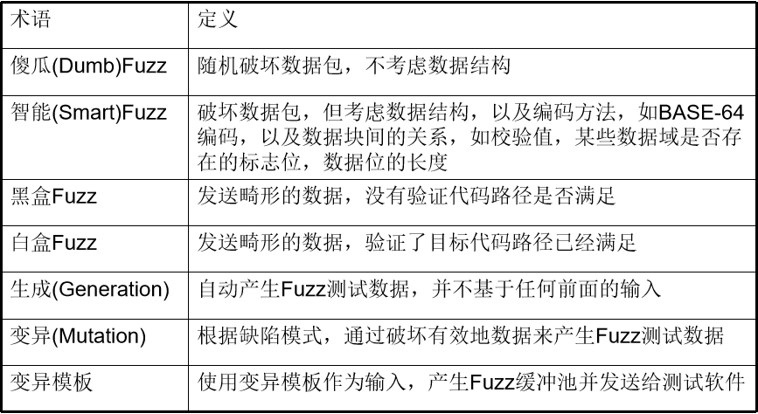 术语 定义
傻瓜(Dumb)Fuzz 随机破坏数据包，不考虑数据结构
智能(Smart)Fuzz 破坏数据包，但考虑数据结构，以及编码方法，如BASE-64
编码，以及数据块间的关系，如校验值，某些数据域是否存
在的标志位，数据位的长度
黑盒Fuzz 发送畸形的数据，没有验证代码路径是否满足
白盒Fuzz 发送畸形的数据，验证了目标代码路径已经满足
生成(Generation) 自动产生Fuzz测试数据，并不基于任何前面的输入
变异(Mutation) 根据缺陷模式，通过破坏有效地数据来产生Fuzz测试数据
变异模板 使用变异模板作为输入，产生Fuzz缓冲池并发送给测试软件